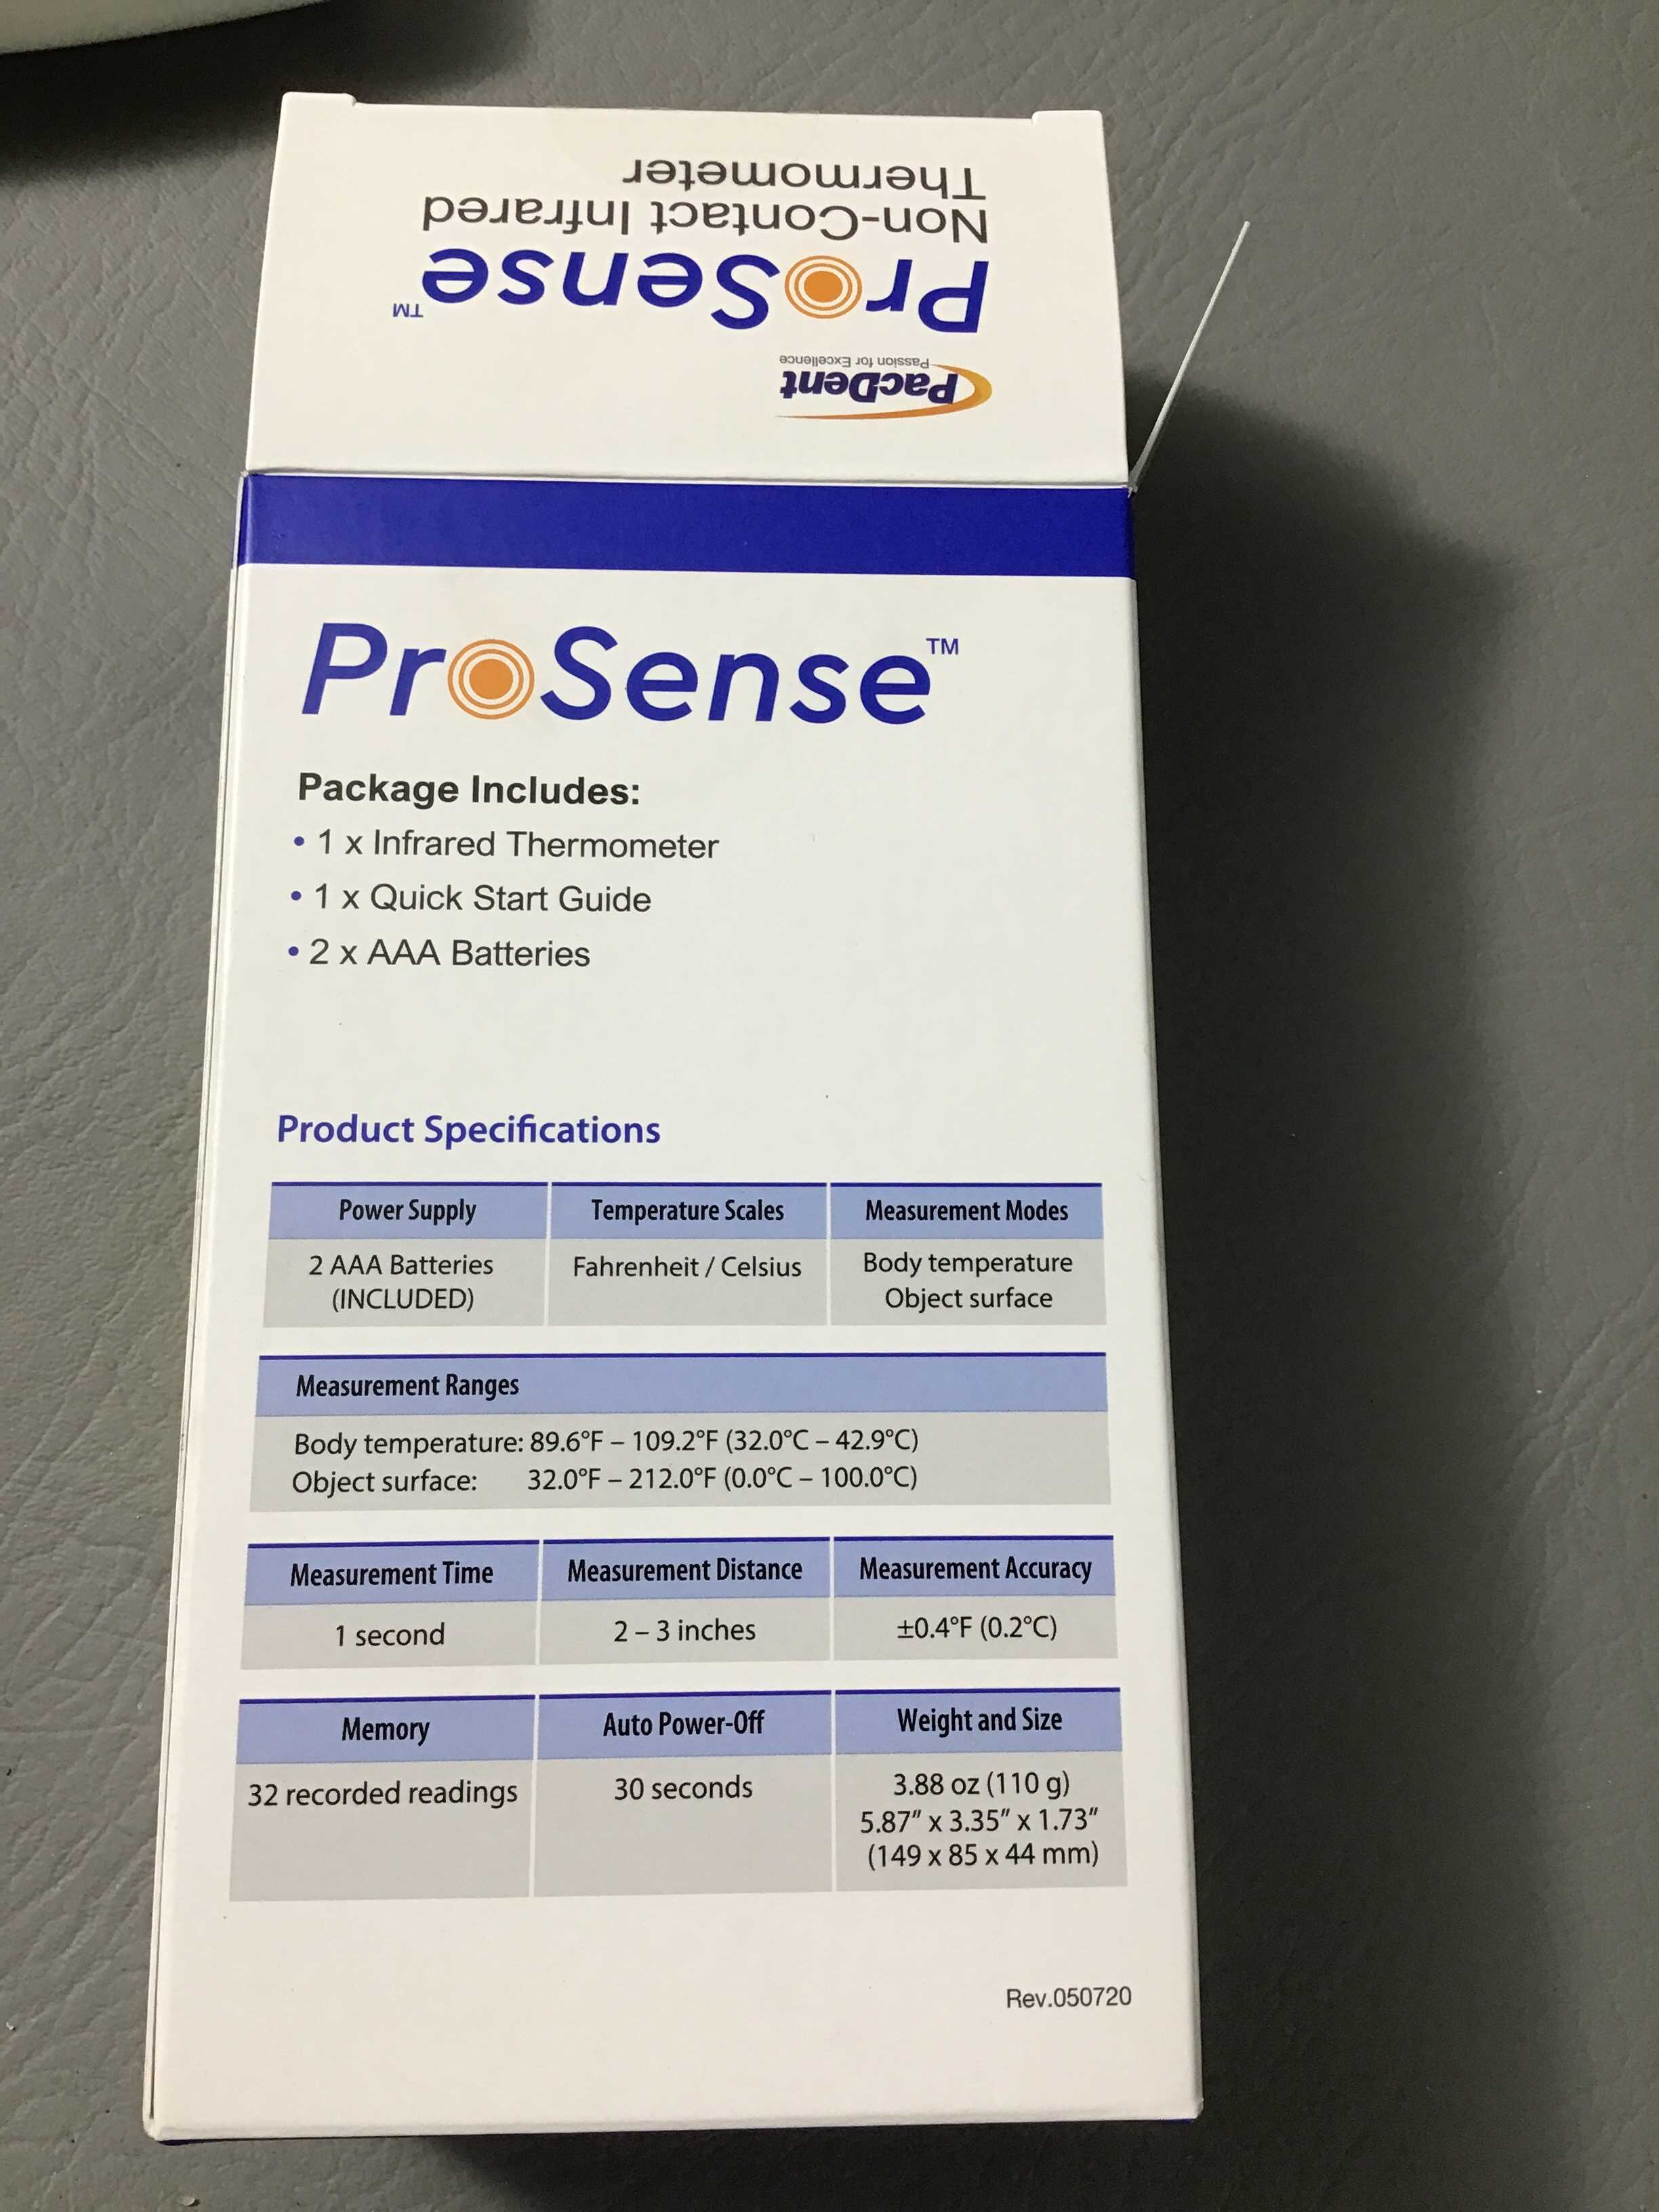 PacDent
Passion for Excellence
ProSense™
Non-Contact Infrared
Thermometer
ProSense™
Package Includes:
• 1 x Infrared Thermometer
• 1 x Quick Start Guide
• 2 x AAA Batteries
Product Specifications
Power Supply Temperature Scales Measurement Modes
2 AAA Batteries Fahrenheit / Celsius Body temperature
(INCLUDED) Object surface
Measurement Ranges
Body temperature: 89.6°F – 109.2°F (32.0°C – 42.9°C)
Object surface: 32.0°F – 212.0°F (0.0°C – 100.0°C)
Measurement Time Measurement Distance Measurement Accuracy
1 second 2 – 3 inches ±0.4°F (0.2°C)
Memory Auto Power-Off Weight and Size
32 recorded readings 30 seconds 3.88 oz (110 g)
5.87″ x 3.35″ x 1.73″
(149 x 85 x 44 mm)
Rev.050720